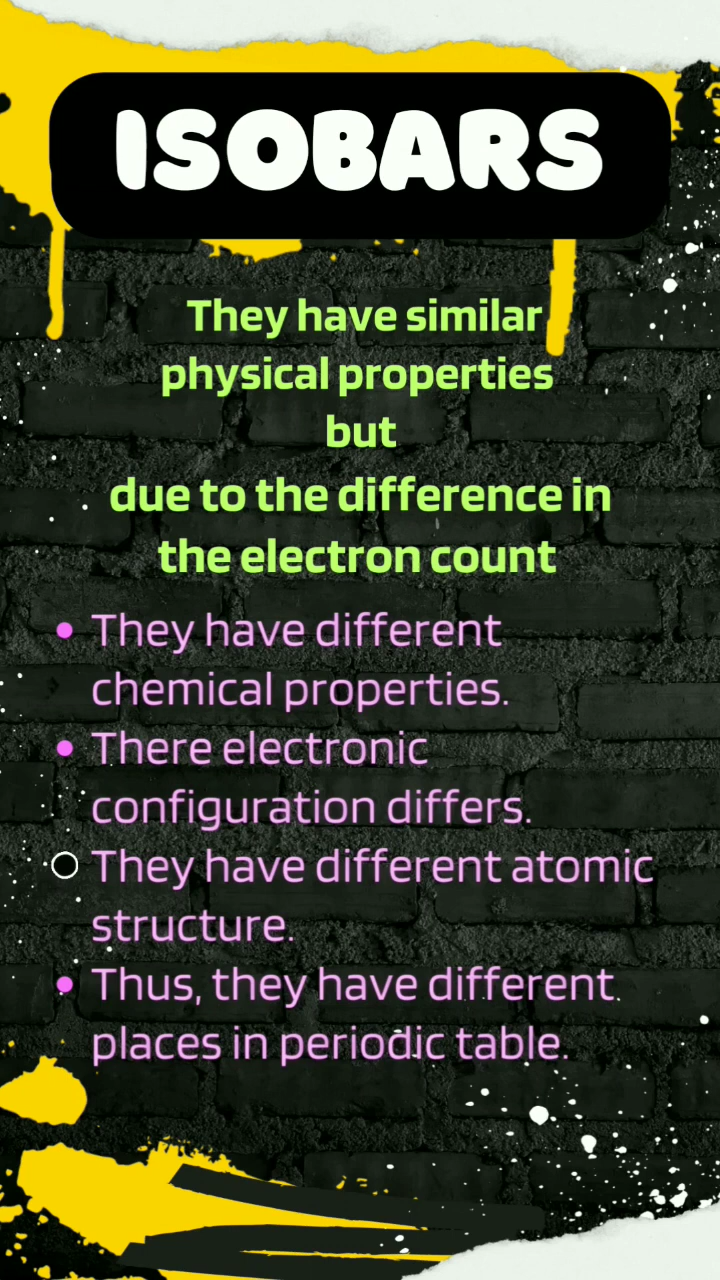 ISOBARS
They have similar
physical properties
but
due to the difference in
the electron count
• They have different
chemical properties.
• There electronic
configuration differs.
• They have different atomic
structure.
• Thus, they have different
places in periodic table.